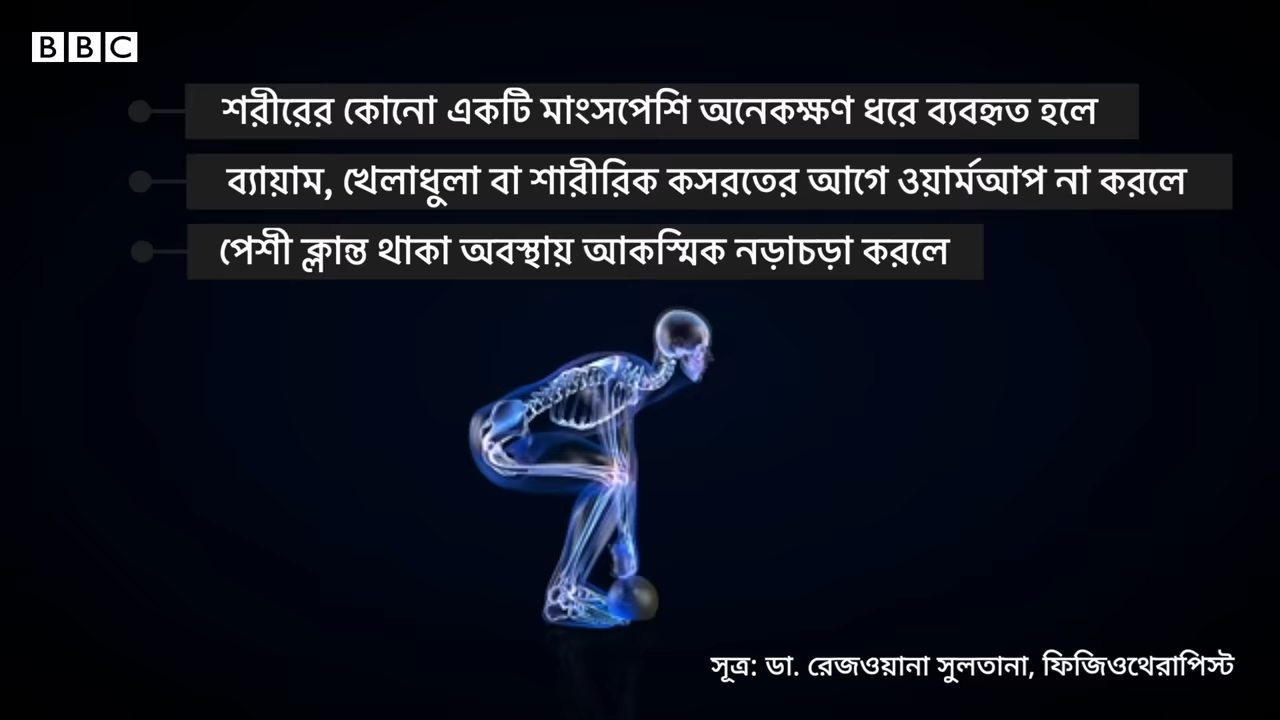 BBC
শরীরের কোনো একটি মাংসপেশি অনেকক্ষণ ধরে ব্যবহৃত হলে
ব্যায়াম, খেলাধুলা বা শারীরিক কসরতের আগে ওয়ার্মআপ না করলে
পেশী ক্লান্ত থাকা অবস্থায় আকস্মিক নড়াচড়া করলে
সূত্র: ডা. রেজওয়ানা সুলতানা, ফিজিওথেরাপিস্ট